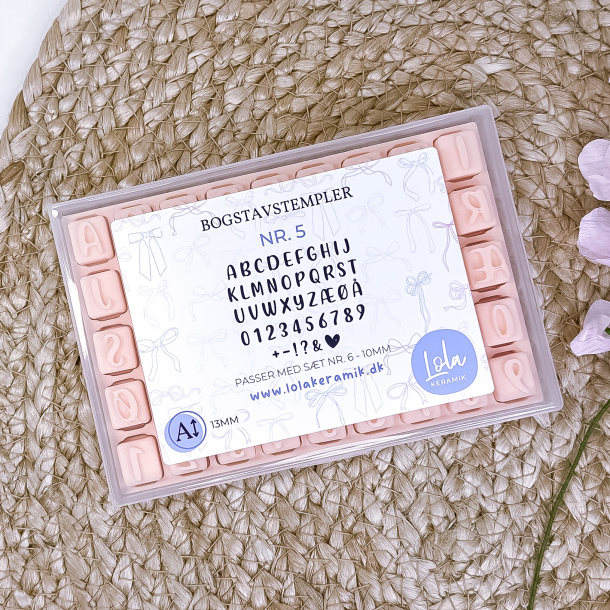 BOGSTAVSTEMPLER
NR. 5
ABCDEFGHIJ
KLMNOPQRST
UVWXYZÆØÅ
0123456789
+-!?&♥
PASSER MED SÆT NR. 6 - 10MM
www.lolakeramik.dk
Lola
KERAMIK
A↕
13MM